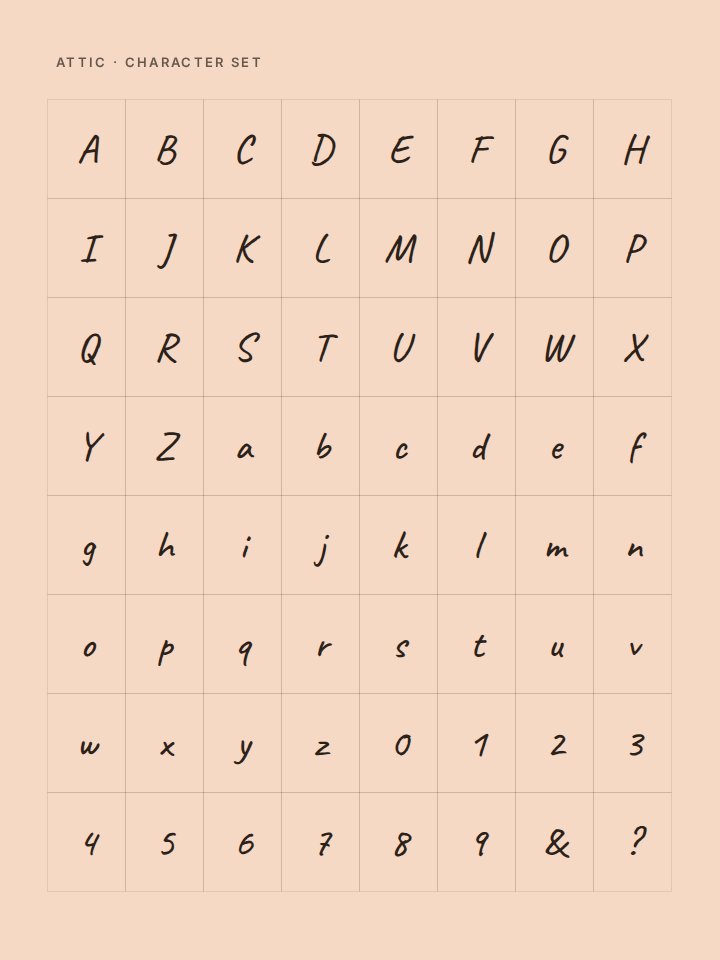 ATTIC · CHARACTER SET
A B C D E F G H
I J K L M N O P
Q R S T U V W X
Y Z a b c d e f
g h i j k l m n
o p q r s t u v
w x y z 0 1 2 3
4 5 6 7 8 9 & ?